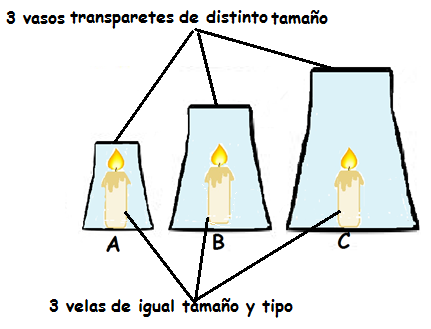 3 vasos transparetes de distinto tamaño
A
B
C
3 velas de igual tamaño y tipo